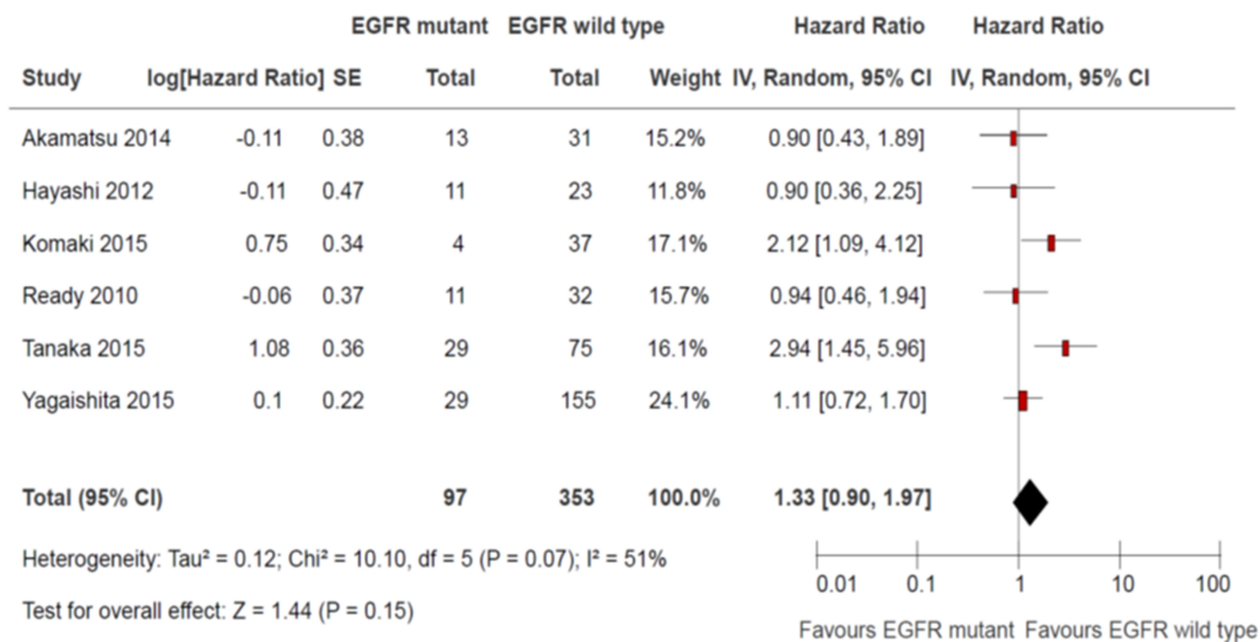 EGFR mutant EGFR wild type Hazard Ratio Hazard Ratio
Study log[Hazard Ratio] SE Total Total Weight IV, Random, 95% CI IV, Random, 95% CI
Akamatsu 2014 -0.11 0.38 13 31 15.2% 0.90 [0.43, 1.89]
Hayashi 2012 -0.11 0.47 11 23 11.8% 0.90 [0.36, 2.25]
Komaki 2015 0.75 0.34 4 37 17.1% 2.12 [1.09, 4.12]
Ready 2010 -0.06 0.37 11 32 15.7% 0.94 [0.46, 1.94]
Tanaka 2015 1.08 0.36 29 75 16.1% 2.94 [1.45, 5.96]
Yagaishita 2015 0.1 0.22 29 155 24.1% 1.11 [0.72, 1.70]
Total (95% CI) 97 353 100.0% 1.33 [0.90, 1.97]
Heterogeneity: Tau² = 0.12; Chi² = 10.10, df = 5 (P = 0.07); I² = 51%
0.01 0.1 1 10 100
Test for overall effect: Z = 1.44 (P = 0.15)
Favours EGFR mutant Favours EGFR wild type